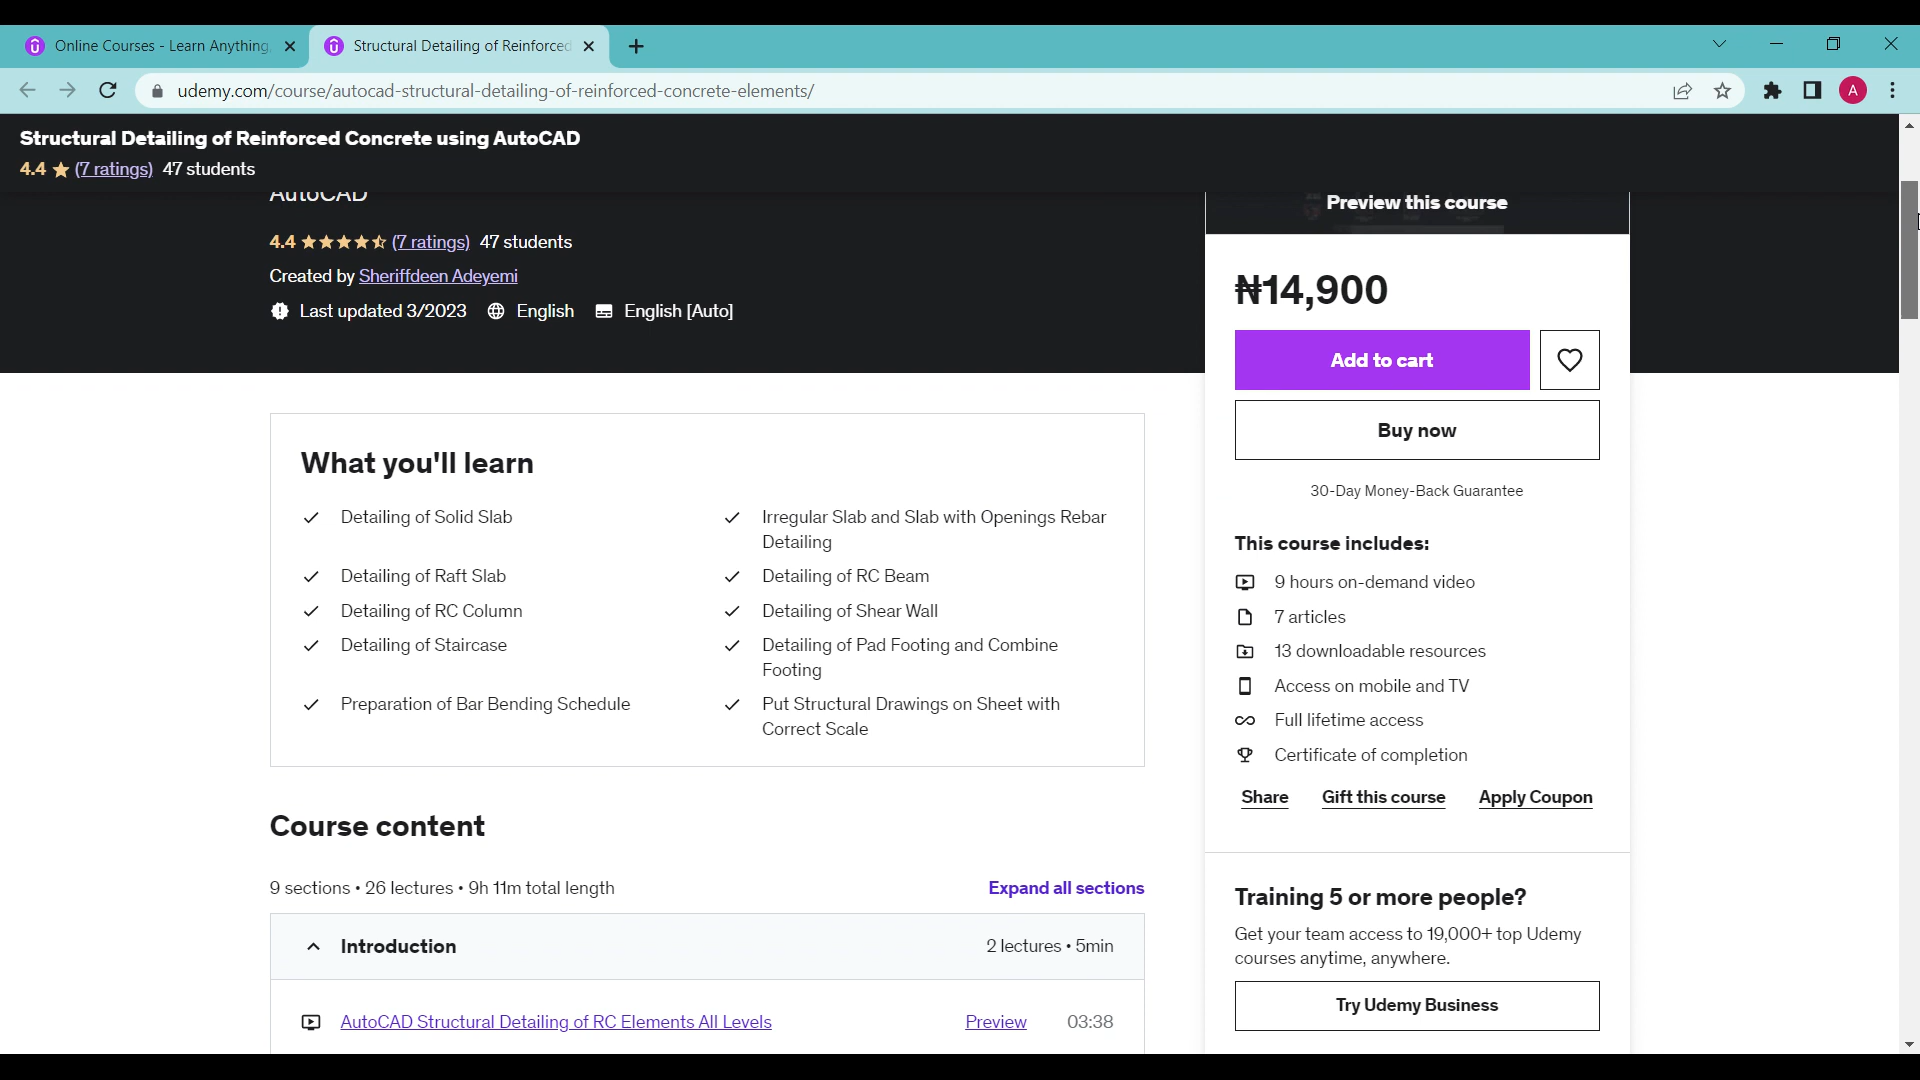 Online Courses - Learn Anything,
Structural Detailing of Reinforced
udemy.com/course/autocad-structural-detailing-of-reinforced-concrete-elements/
A
Structural Detailing of Reinforced Concrete using AutoCAD
4.4 (7 ratings) 47 students
AutoCAD
4.4 (7 ratings) 47 students
Created by Sheriffdeen Adeyemi
Last updated 3/2023 English English [Auto]
Preview this course
₦14,900
Add to cart
Buy now
30-Day Money-Back Guarantee
This course includes:
9 hours on-demand video
7 articles
13 downloadable resources
Access on mobile and TV
Full lifetime access
Certificate of completion
Share Gift this course Apply Coupon
Training 5 or more people?
Get your team access to 19,000+ top Udemy
courses anytime, anywhere.
Try Udemy Business
What you'll learn
Detailing of Solid Slab
Irregular Slab and Slab with Openings Rebar
Detailing
Detailing of Raft Slab
Detailing of RC Beam
Detailing of RC Column
Detailing of Shear Wall
Detailing of Staircase
Detailing of Pad Footing and Combine
Footing
Preparation of Bar Bending Schedule
Put Structural Drawings on Sheet with
Correct Scale
Course content
9 sections • 26 lectures • 9h 11m total length
Expand all sections
Introduction
2 lectures • 5min
AutoCAD Structural Detailing of RC Elements All Levels
Preview
03:38